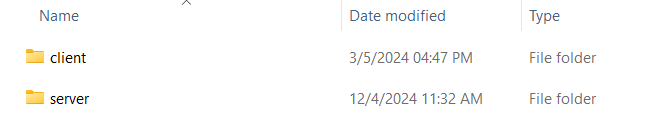 Name Date modified Type
client 3/5/2024 04:47 PM File folder
server 12/4/2024 11:32 AM File folder